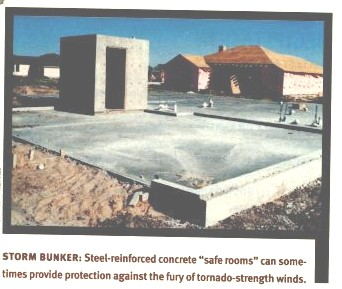 STORM BUNKER: Steel-reinforced concrete “safe rooms” can some-
times provide protection against the fury of tornado-strength winds.